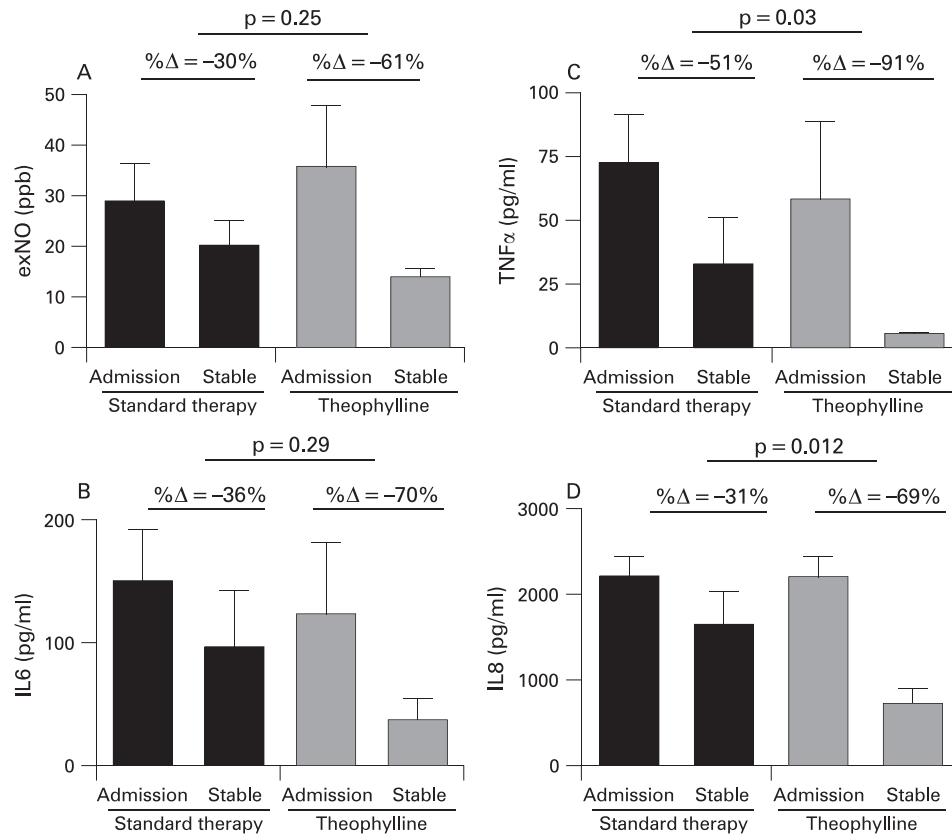 p = 0.25
%Δ = –30%
%Δ = –61%
A
50
40
30
20
10
0
exNO (ppb)
Admission
Stable
Admission
Stable
Standard therapy
Theophylline
p = 0.03
%Δ = –51%
%Δ = –91%
C
100
75
50
25
0
TNFα (pg/ml)
Admission
Stable
Admission
Stable
Standard therapy
Theophylline
p = 0.29
%Δ = –36%
%Δ = –70%
B
200
100
0
IL6 (pg/ml)
Admission
Stable
Admission
Stable
Standard therapy
Theophylline
p = 0.012
%Δ = –31%
%Δ = –69%
D
3000
2000
1000
0
IL8 (pg/ml)
Admission
Stable
Admission
Stable
Standard therapy
Theophylline